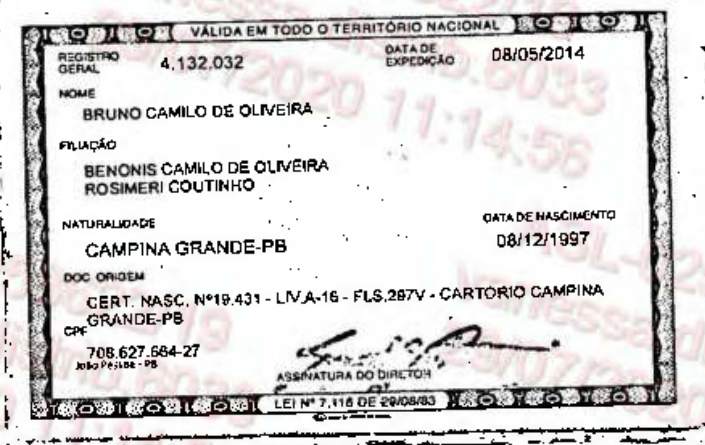 VÁLIDA EM TODO O TERRITÓRIO NACIONAL
REGISTRO GERAL 4.132.032 DATA DE EXPEDIÇÃO 08/05/2014
NOME
BRUNO CAMILO DE OLIVEIRA
FILIAÇÃO
BENONIS CAMILO DE OLIVEIRA
ROSIMERI COUTINHO
NATURALIDADE DATA DE NASCIMENTO
CAMPINA GRANDE-PB 08/12/1997
DOC ORIGEM
CERT. NASC. Nº19.431 - LIV.A-16 - FLS.297V - CARTORIO CAMPINA
GRANDE-PB
CPF
708.627.664-27
João Pessoa - PB
ASSINATURA DO DIRETOR
LEI Nº 7.116 DE 29/08/83
11:14:56